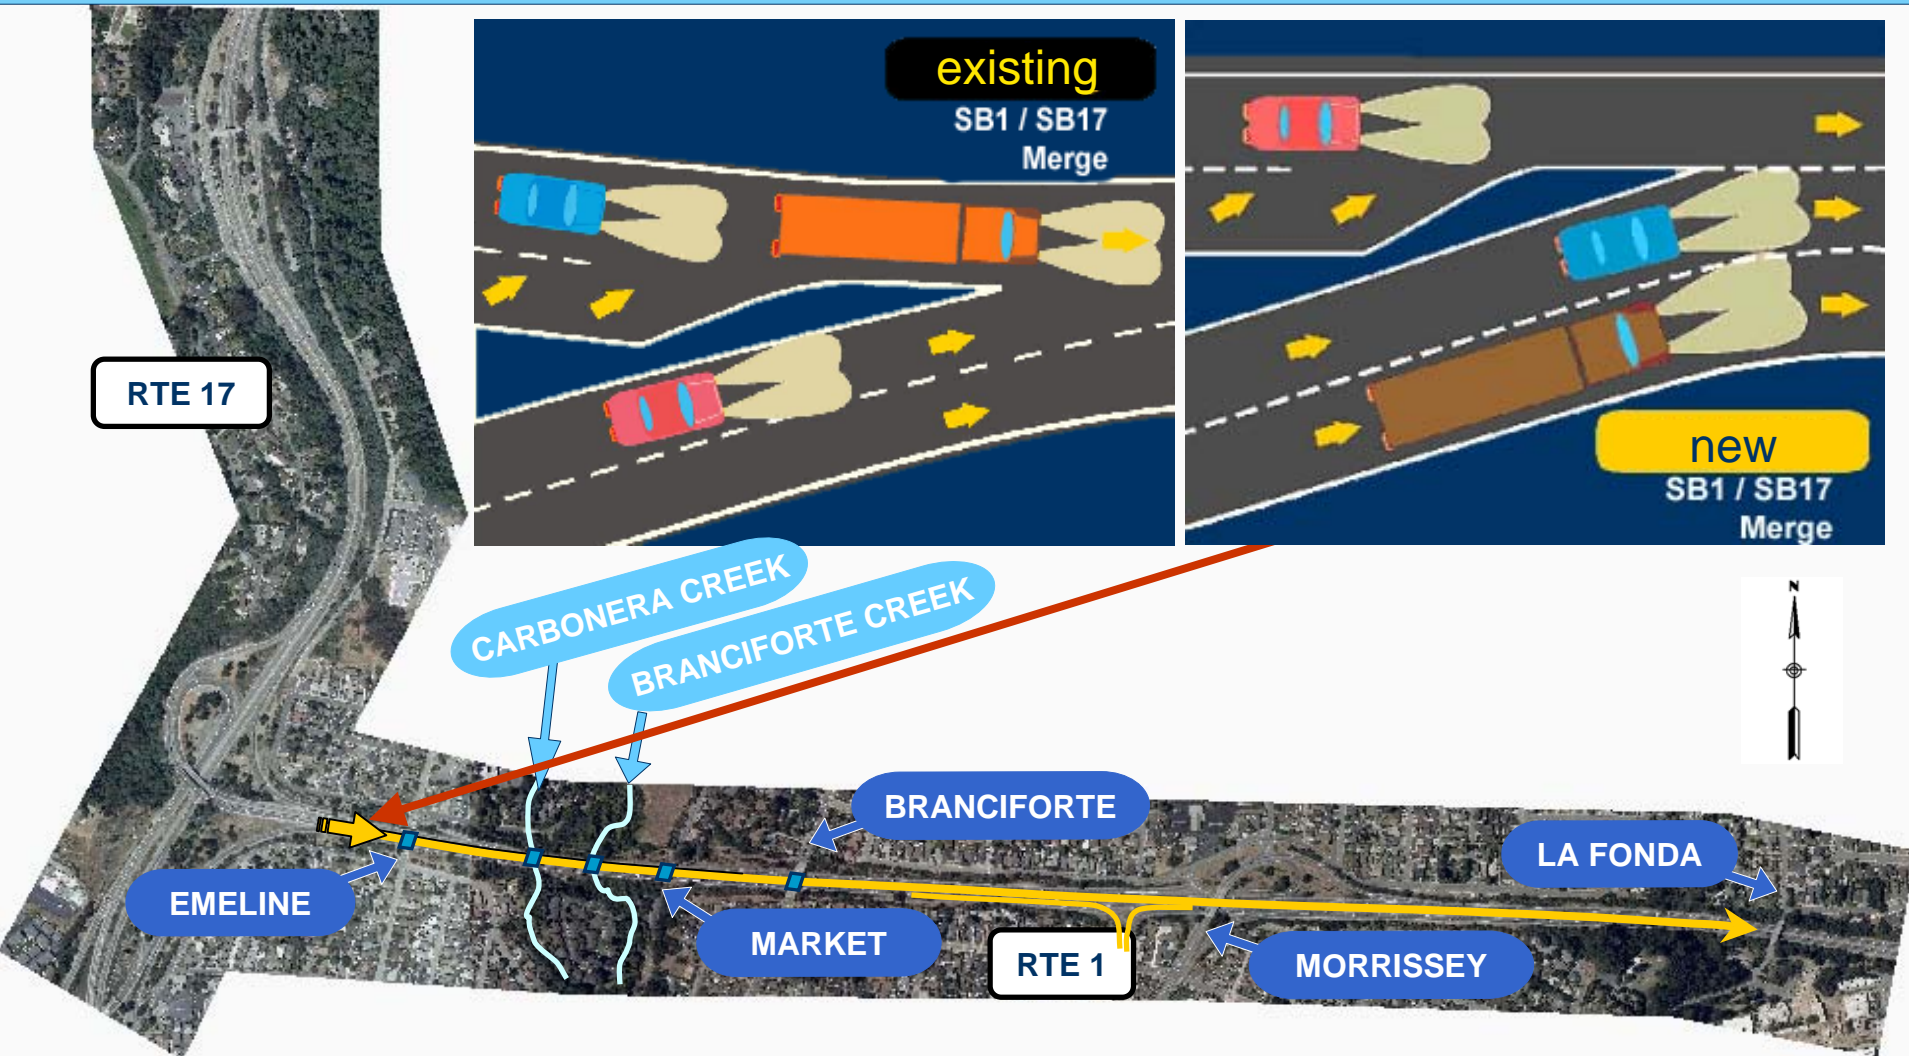 existing
SB1 / SB17
Merge
new
SB1 / SB17
Merge
RTE 17
CARBONERA CREEK
BRANCIFORTE CREEK
N
BRANCIFORTE
LA FONDA
EMELINE
MARKET
RTE 1
MORRISSEY